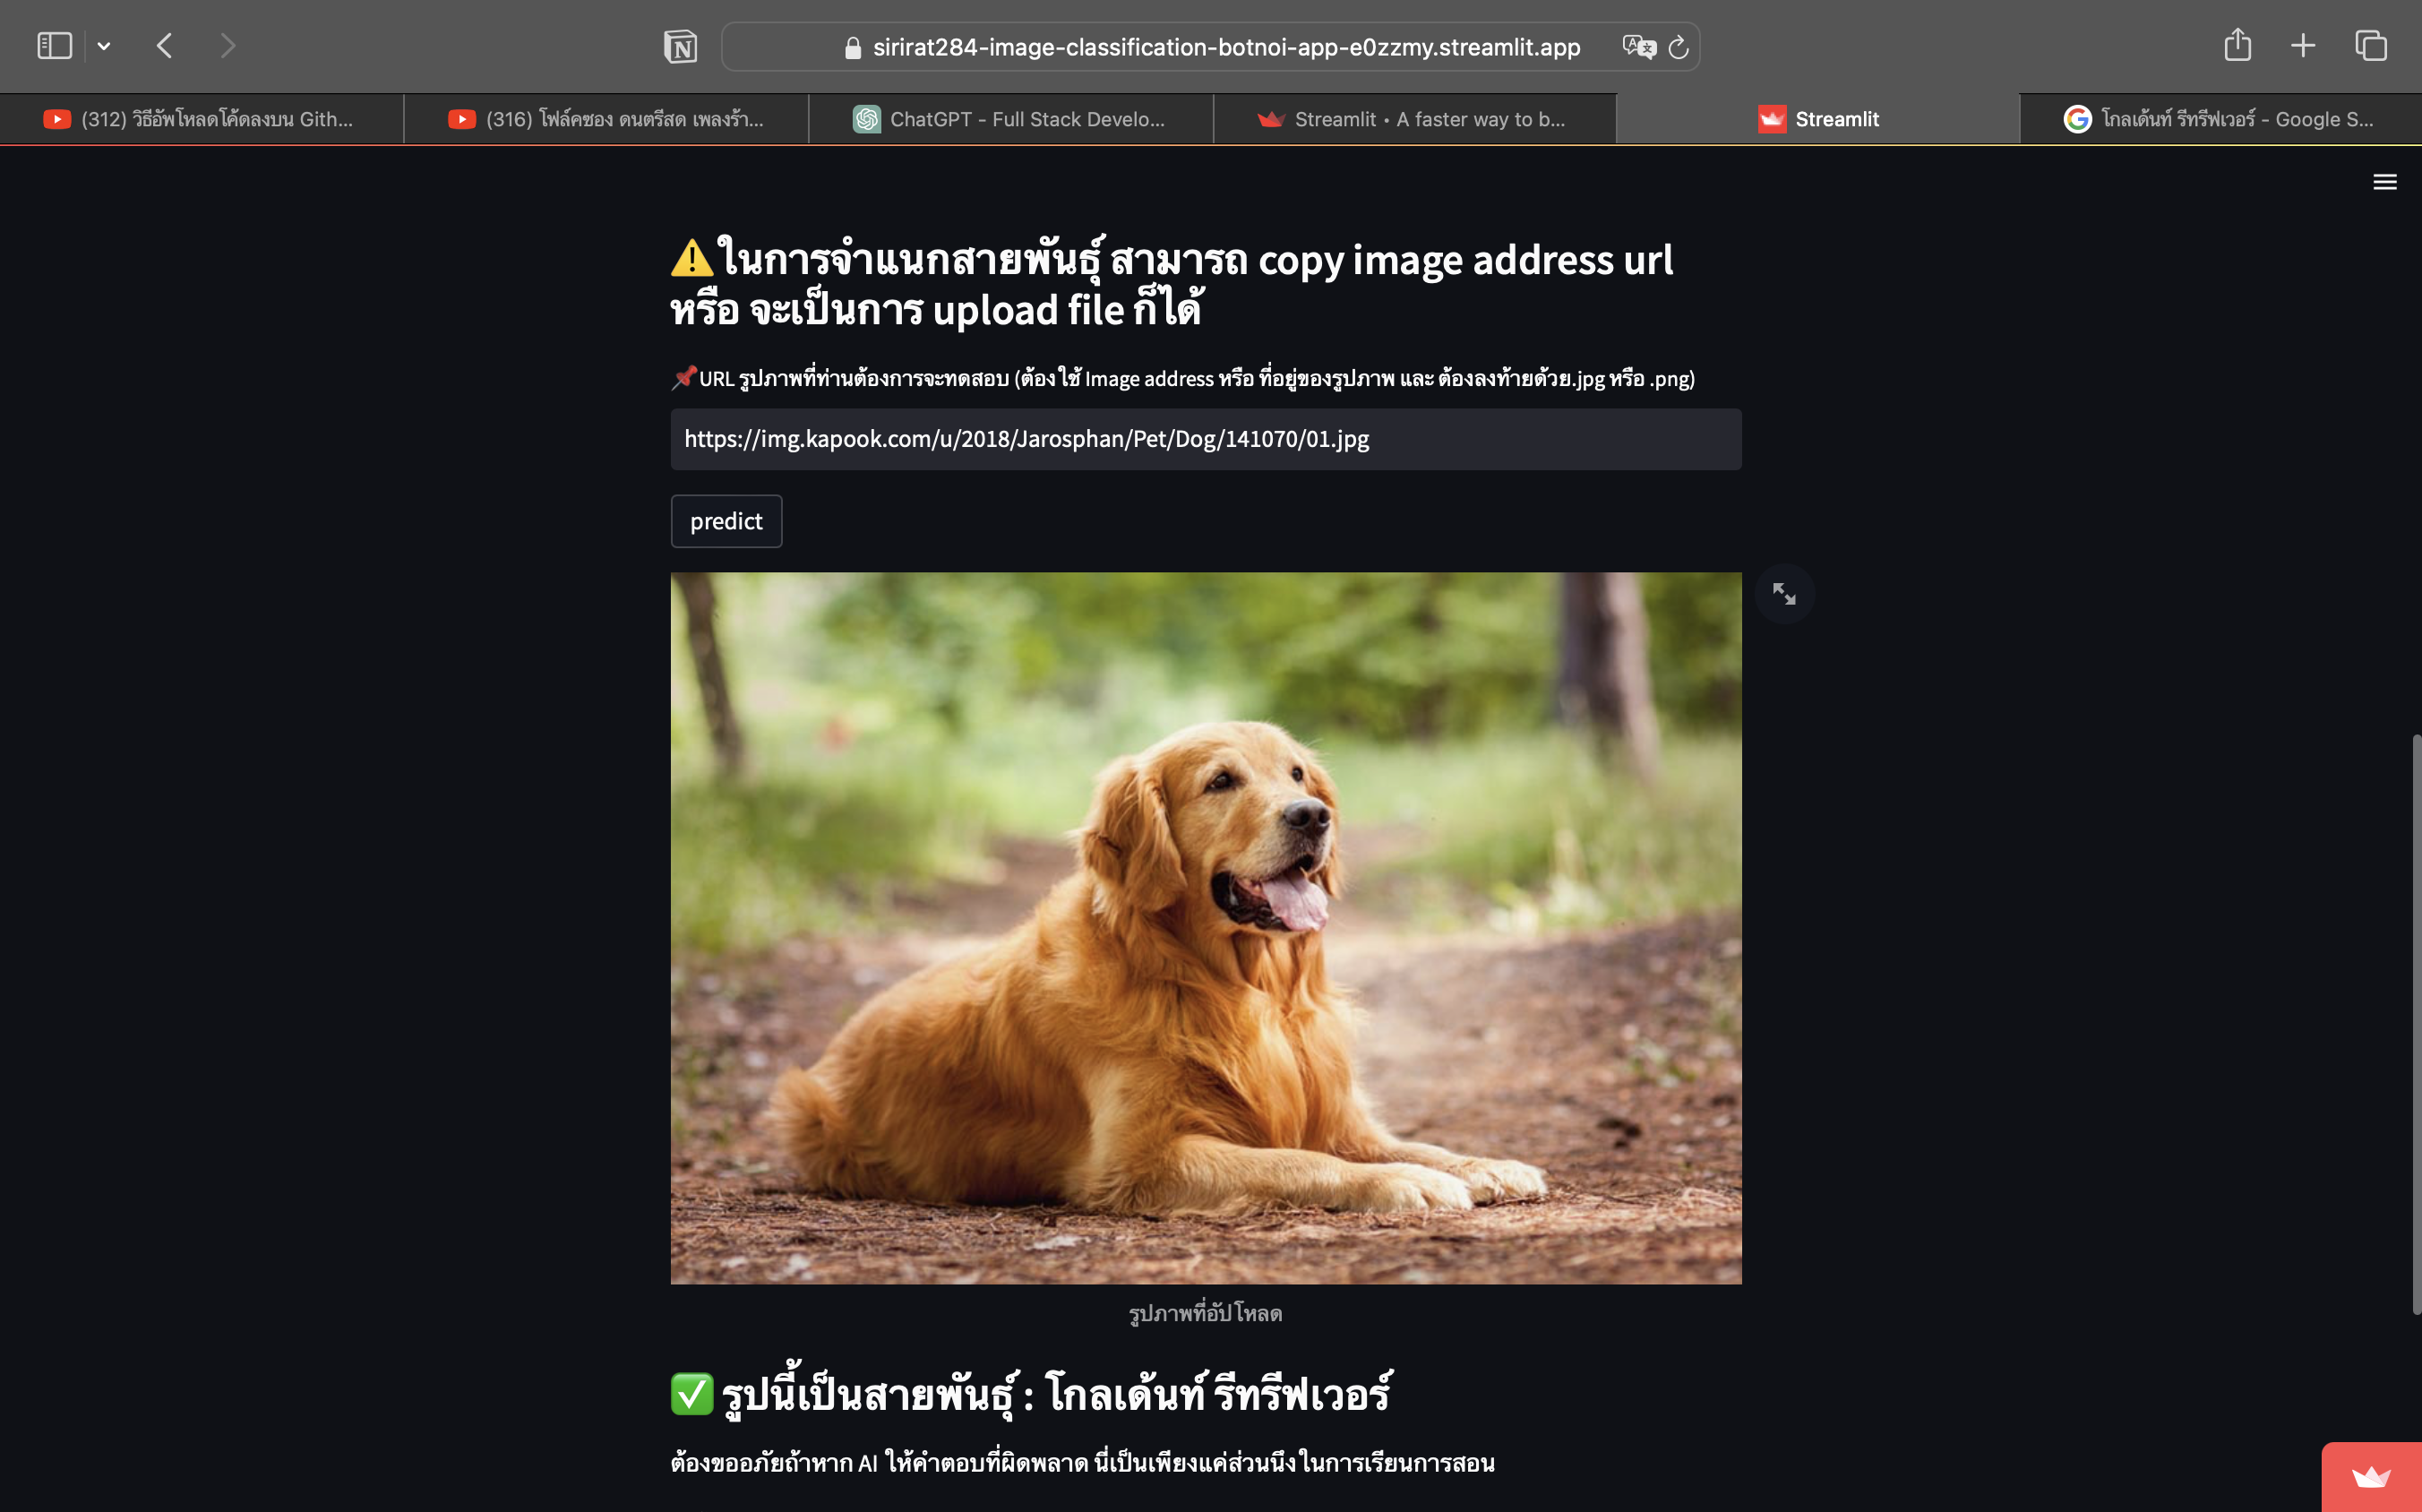 sirirat284-image-classification-botnoi-app-e0zzmy.streamlit.app
(312) วิธีอัพโหลดโค้ดลงบน Gith...
(316) โฟล์คซอง ดนตรีสด เพลงร้า...
ChatGPT - Full Stack Develo...
Streamlit • A faster way to b...
Streamlit
โกลเด้นท์ รีทรีฟเวอร์ - Google S...
⚠️ในการจำแนกสายพันธุ์ สามารถ copy image address url
หรือ จะเป็นการ upload file ก็ได้
📌URL รูปภาพที่ท่านต้องการจะทดสอบ (ต้องใช้ Image address หรือ ที่อยู่ของรูปภาพ และ ต้องลงท้ายด้วย.jpg หรือ .png)
https://img.kapook.com/u/2018/Jarosphan/Pet/Dog/141070/01.jpg
predict
รูปภาพที่อัปโหลด
✅ รูปนี้เป็นสายพันธุ์ : โกลเด้นท์ รีทรีฟเวอร์
ต้องขออภัยถ้าหาก AI ให้คำตอบที่ผิดพลาด นี่เป็นเพียงแค่ส่วนนึงในการเรียนการสอน